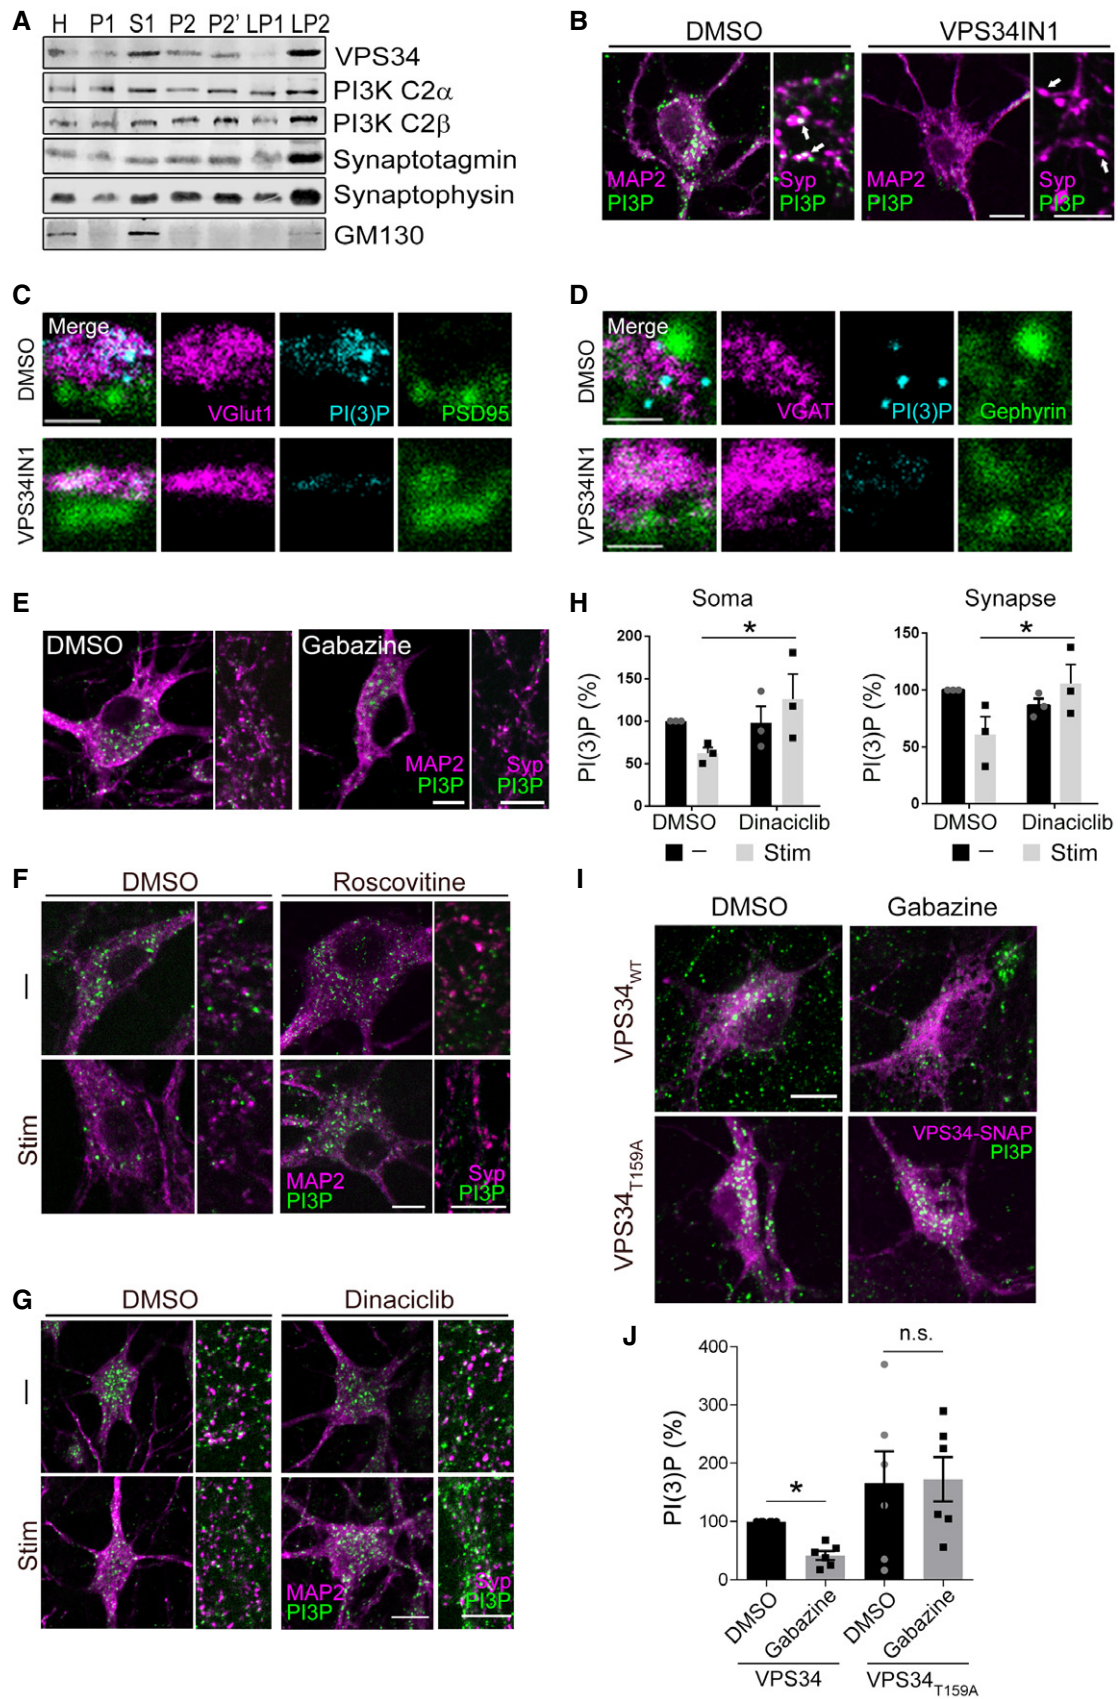 A
H P1 S1 P2 P2' LP1 LP2
VPS34
PI3K C2α
PI3K C2β
Synaptotagmin
Synaptophysin
GM130
B
DMSO VPS34IN1
MAP2
PI3P
Syp
PI3P
MAP2
PI3P
Syp
PI3P
C
DMSO
Merge
VGlut1
PI(3)P
PSD95
VPS34IN1
D
DMSO
Merge
VGAT
PI(3)P
Gephyrin
VPS34IN1
E
DMSO
Gabazine
MAP2
PI3P
Syp
PI3P
H
Soma
PI(3)P (%)
200
150
100
50
0
*
DMSO Dinaciclib
– Stim
Synapse
PI(3)P (%)
150
100
50
0
*
DMSO Dinaciclib
– Stim
F
DMSO Roscovitine
–
Stim
MAP2
PI3P
Syp
PI3P
I
DMSO Gabazine
VPS34WT
VPS34T159A
VPS34-SNAP
PI3P
G
DMSO Dinaciclib
–
Stim
MAP2
PI3P
Syp
PI3P
J
PI(3)P (%)
400
300
200
100
0
*
n.s.
DMSO Gabazine DMSO Gabazine
VPS34 VPS34T159A